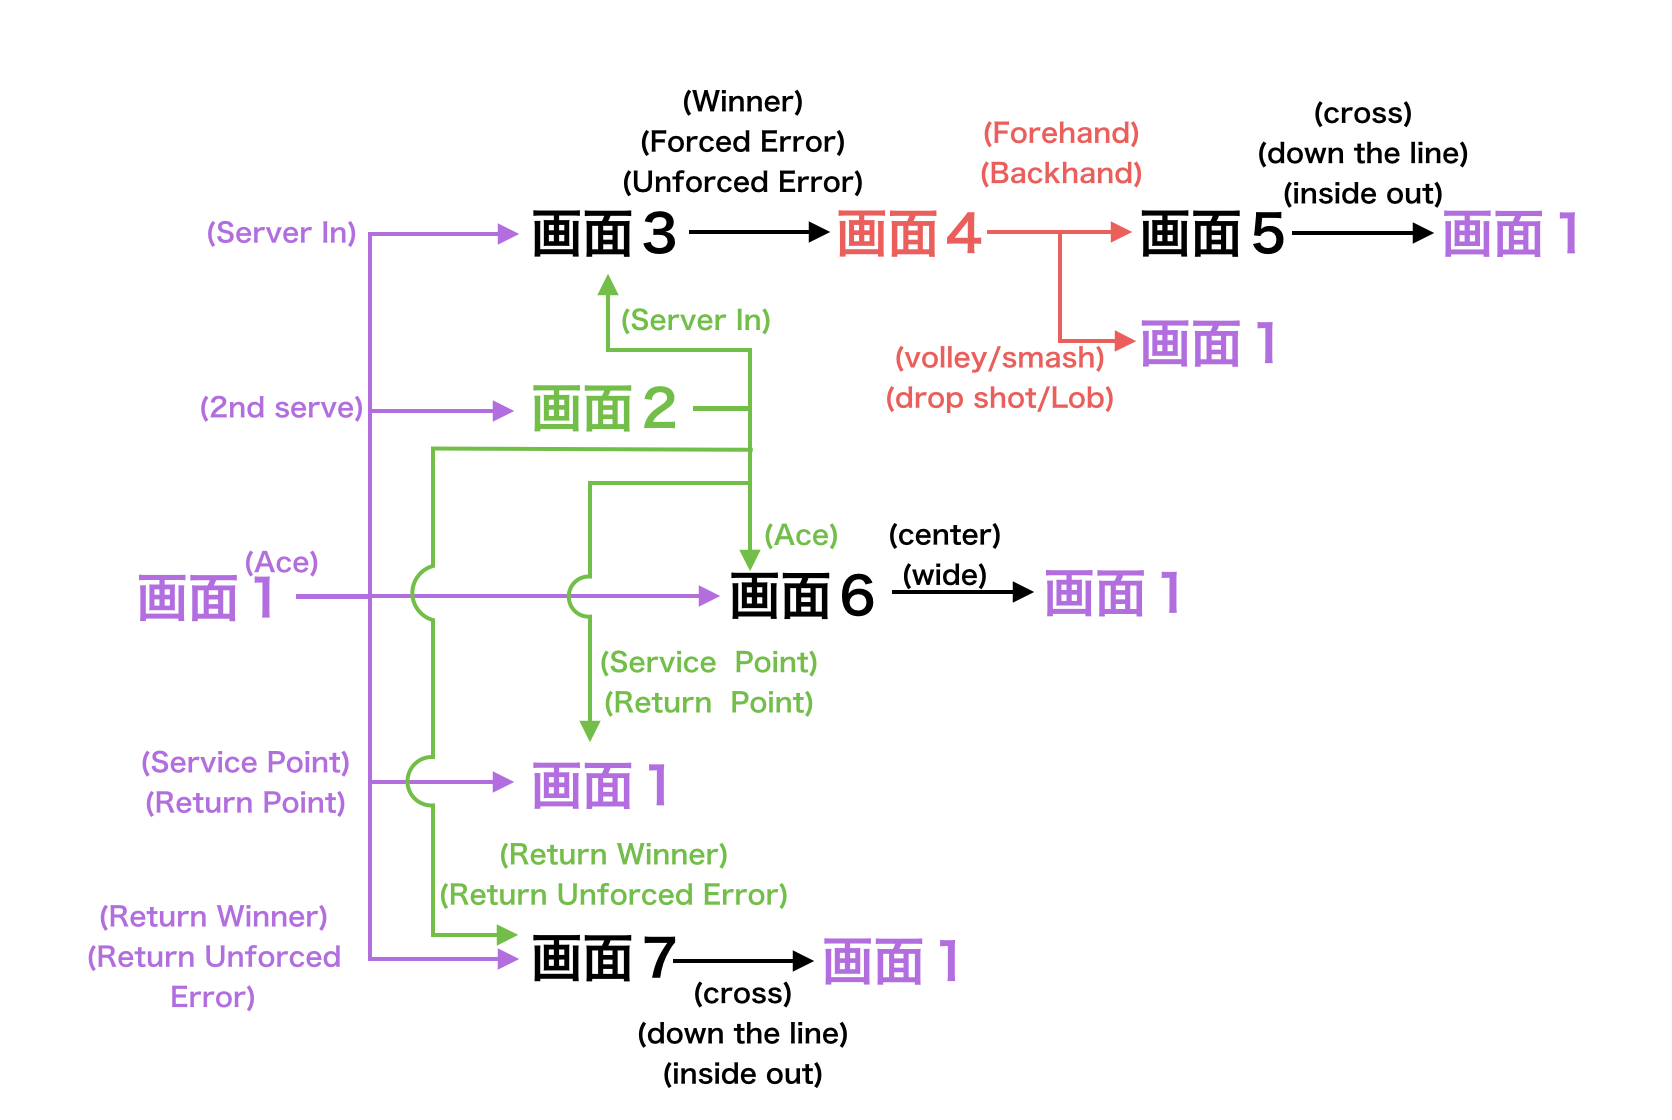 (Winner)
(Forced Error)
(Unforced Error)
(Forehand)
(Backhand)
(cross)
(down the line)
(inside out)
(Server In)
画面3
画面4
画面5
画面1
(Server In)
画面1
(volley/smash)
(drop shot/Lob)
(2nd serve)
画面2
(Ace)
画面1
(Ace)
画面6
(center)
(wide)
画面1
(Service Point)
(Return Point)
(Service Point)
(Return Point)
画面1
(Return Winner)
(Return Unforced Error)
(Return Winner)
(Return Unforced
Error)
画面7
画面1
(cross)
(down the line)
(inside out)